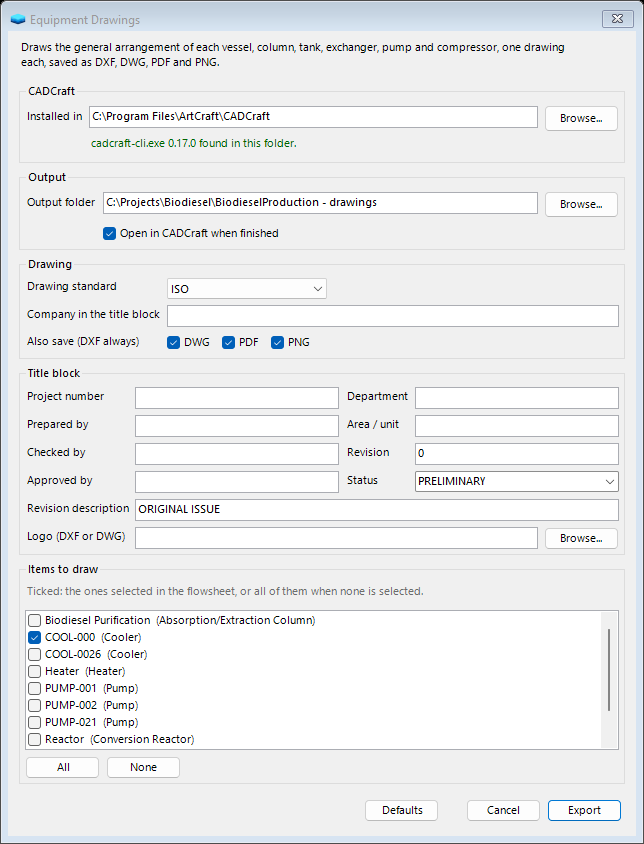 Equipment Drawings
Draws the general arrangement of each vessel, column, tank, exchanger, pump and compressor, one drawing
each, saved as DXF, DWG, PDF and PNG.
CADCraft
Installed in
C:\Program Files\ArtCraft\CADCraft
Browse...
cadcraft-cli.exe 0.17.0 found in this folder.
Output
Output folder
C:\Projects\Biodiesel\BiodieselProduction - drawings
Browse...
Open in CADCraft when finished
Drawing
Drawing standard
ISO
Company in the title block
Also save (DXF always)
DWG
PDF
PNG
Title block
Project number
Department
Prepared by
Area / unit
Checked by
Revision
0
Approved by
Status
PRELIMINARY
Revision description
ORIGINAL ISSUE
Logo (DXF or DWG)
Browse...
Items to draw
Ticked: the ones selected in the flowsheet, or all of them when none is selected.
Biodiesel Purification (Absorption/Extraction Column)
COOL-000 (Cooler)
COOL-0026 (Cooler)
Heater (Heater)
PUMP-001 (Pump)
PUMP-002 (Pump)
PUMP-021 (Pump)
Reactor (Conversion Reactor)
All
None
Defaults
Cancel
Export